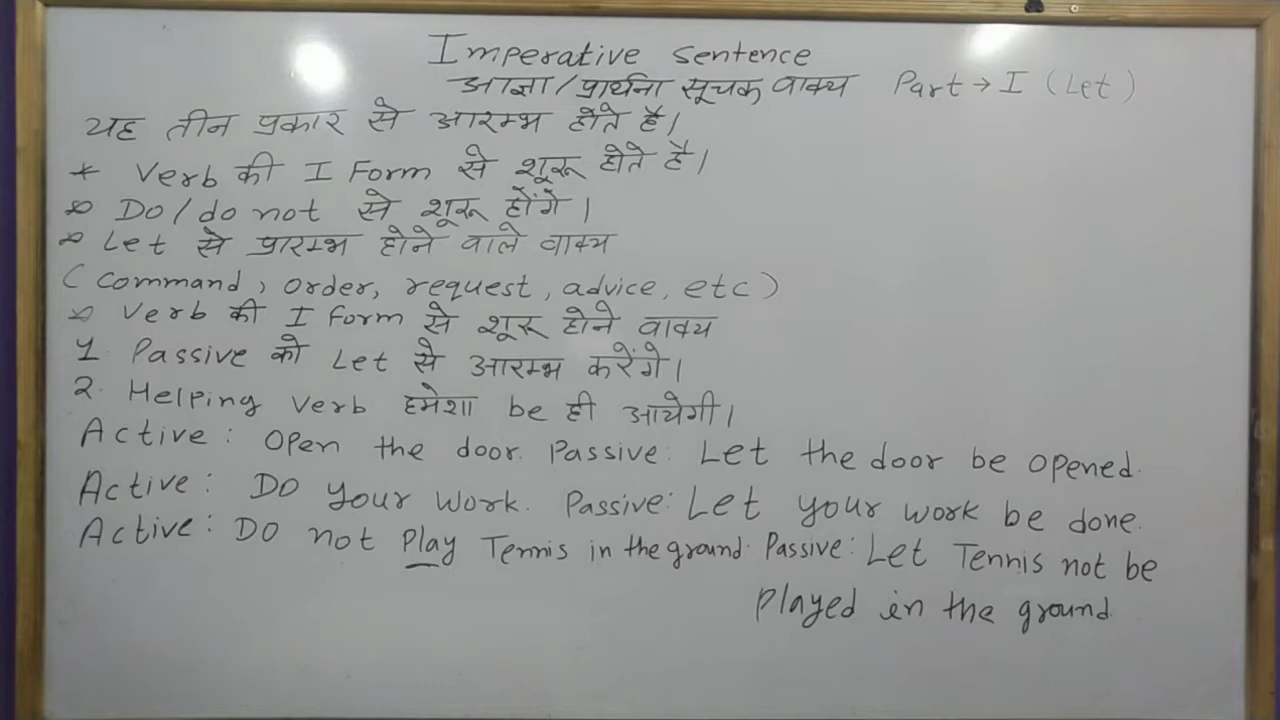 Imperative sentence
आज्ञा/प्रार्थना सूचक वाक्य Part → I (Let)
यह तीन प्रकार से आरम्भ होते है।
* Verb की I Form से शूरू होते है।
* Do/do not से शूरू होंगे।
* Let से प्रारम्भ होने वाले वाक्य
(Command, order, request, advice, etc)
* Verb की I form से शूरू होने वाक्य
1. Passive को Let से आरम्भ करेंगे।
2. Helping verb हमेशा be ही आयेगी।
Active: Open the door. Passive: Let the door be opened.
Active: Do your work. Passive: Let your work be done.
Active: Do not Play Tennis in the ground. Passive: Let Tennis not be
Played in the ground